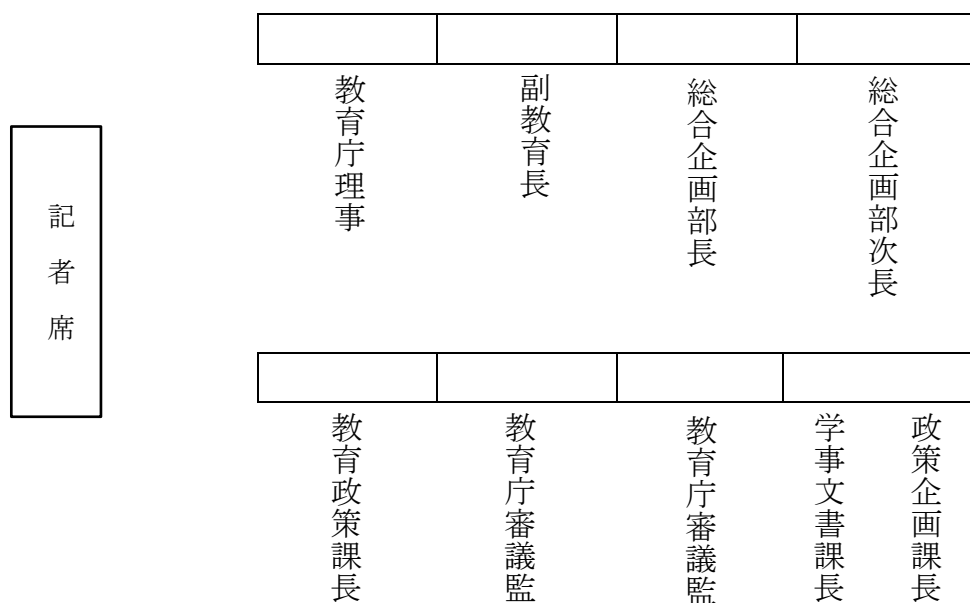 教育庁理事
副教育長
総合企画部長
総合企画部次長
記者席
教育政策課長
教育庁審議監
教育庁審議監
学事文書課長
政策企画課長